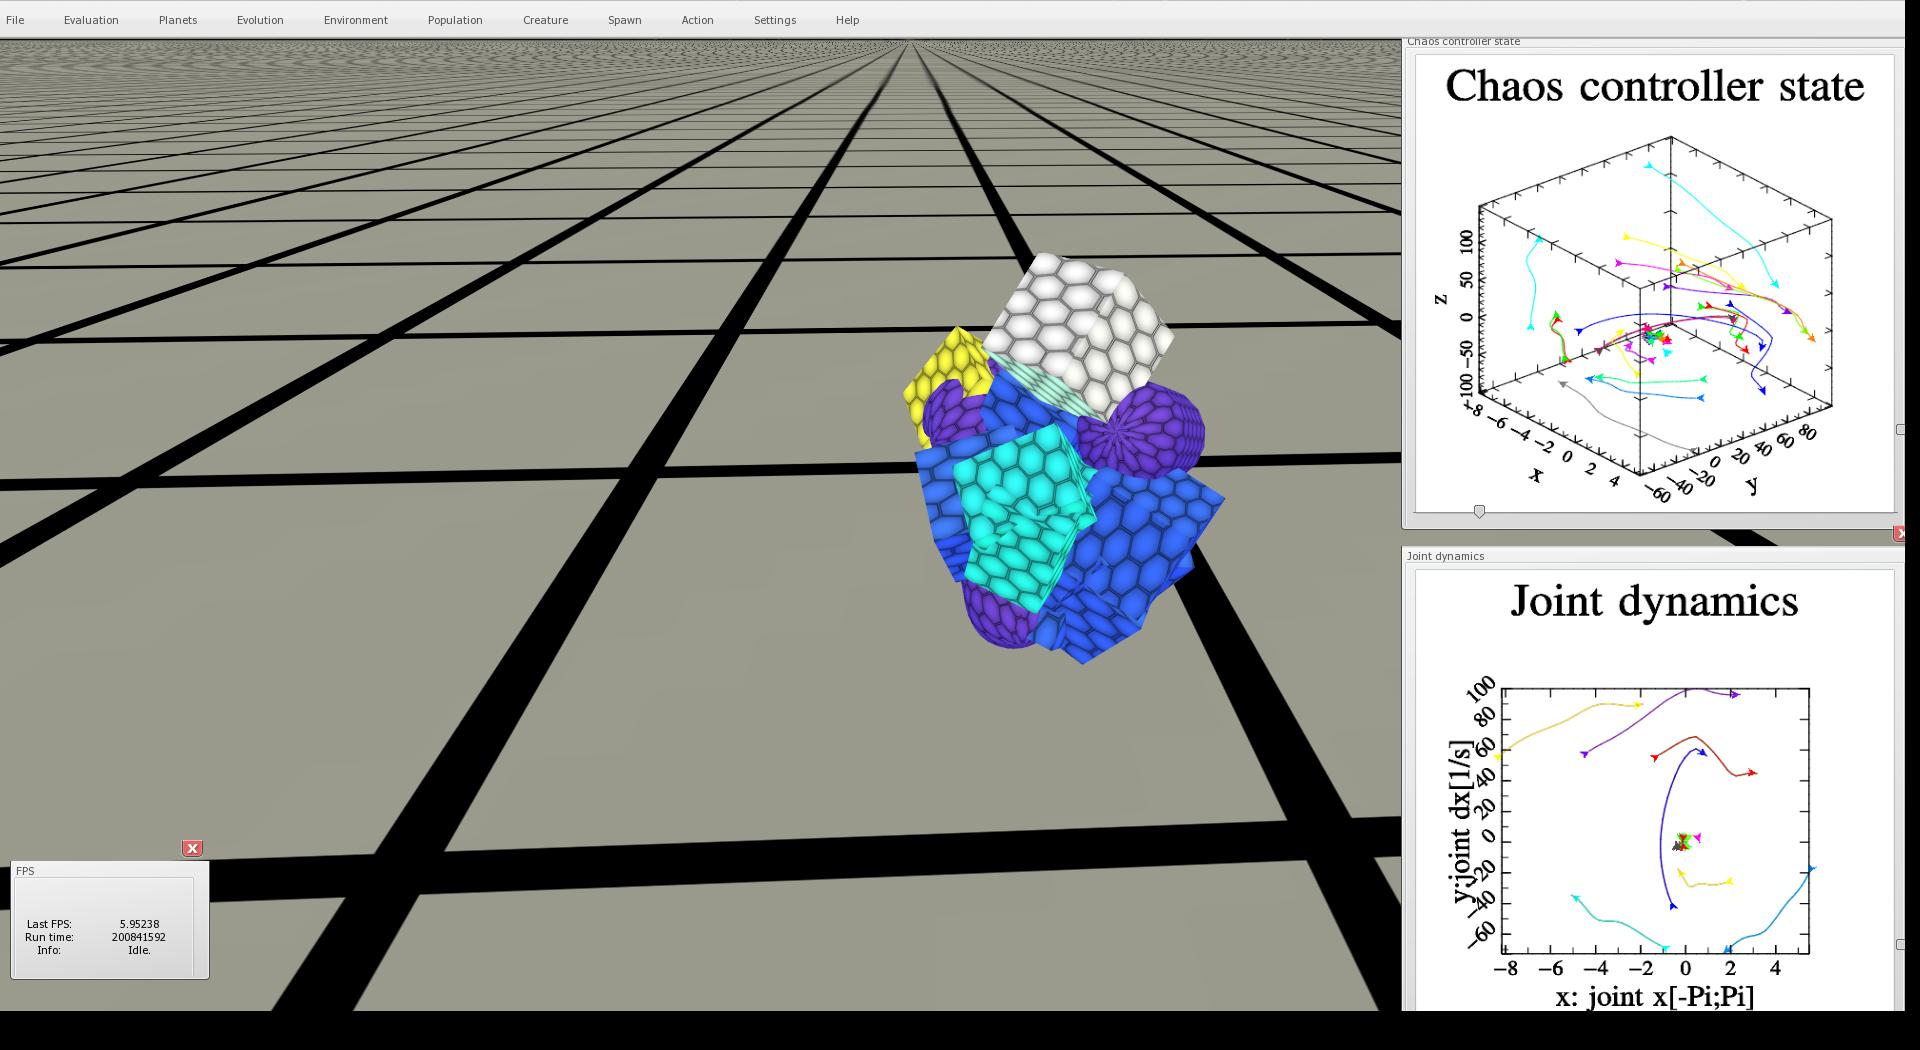 File Evaluation Planets Evolution Environment Population Creature Spawn Action Settings Help
Chaos controller state
Chaos controller state
z
100
50
0
−50
−100
−8 −6 −4 −2 0 2 4
x
−60 −40 −20 0 20 40 60 80
y
Joint dynamics
Joint dynamics
y:joint dx[1/s]
100
80
60
40
20
0
−20
−40
−60
−8 −6 −4 −2 0 2 4
x: joint x[-Pi;Pi]
x
FPS
Last FPS: 5.95238
Run time: 200841592
Info: Idle.